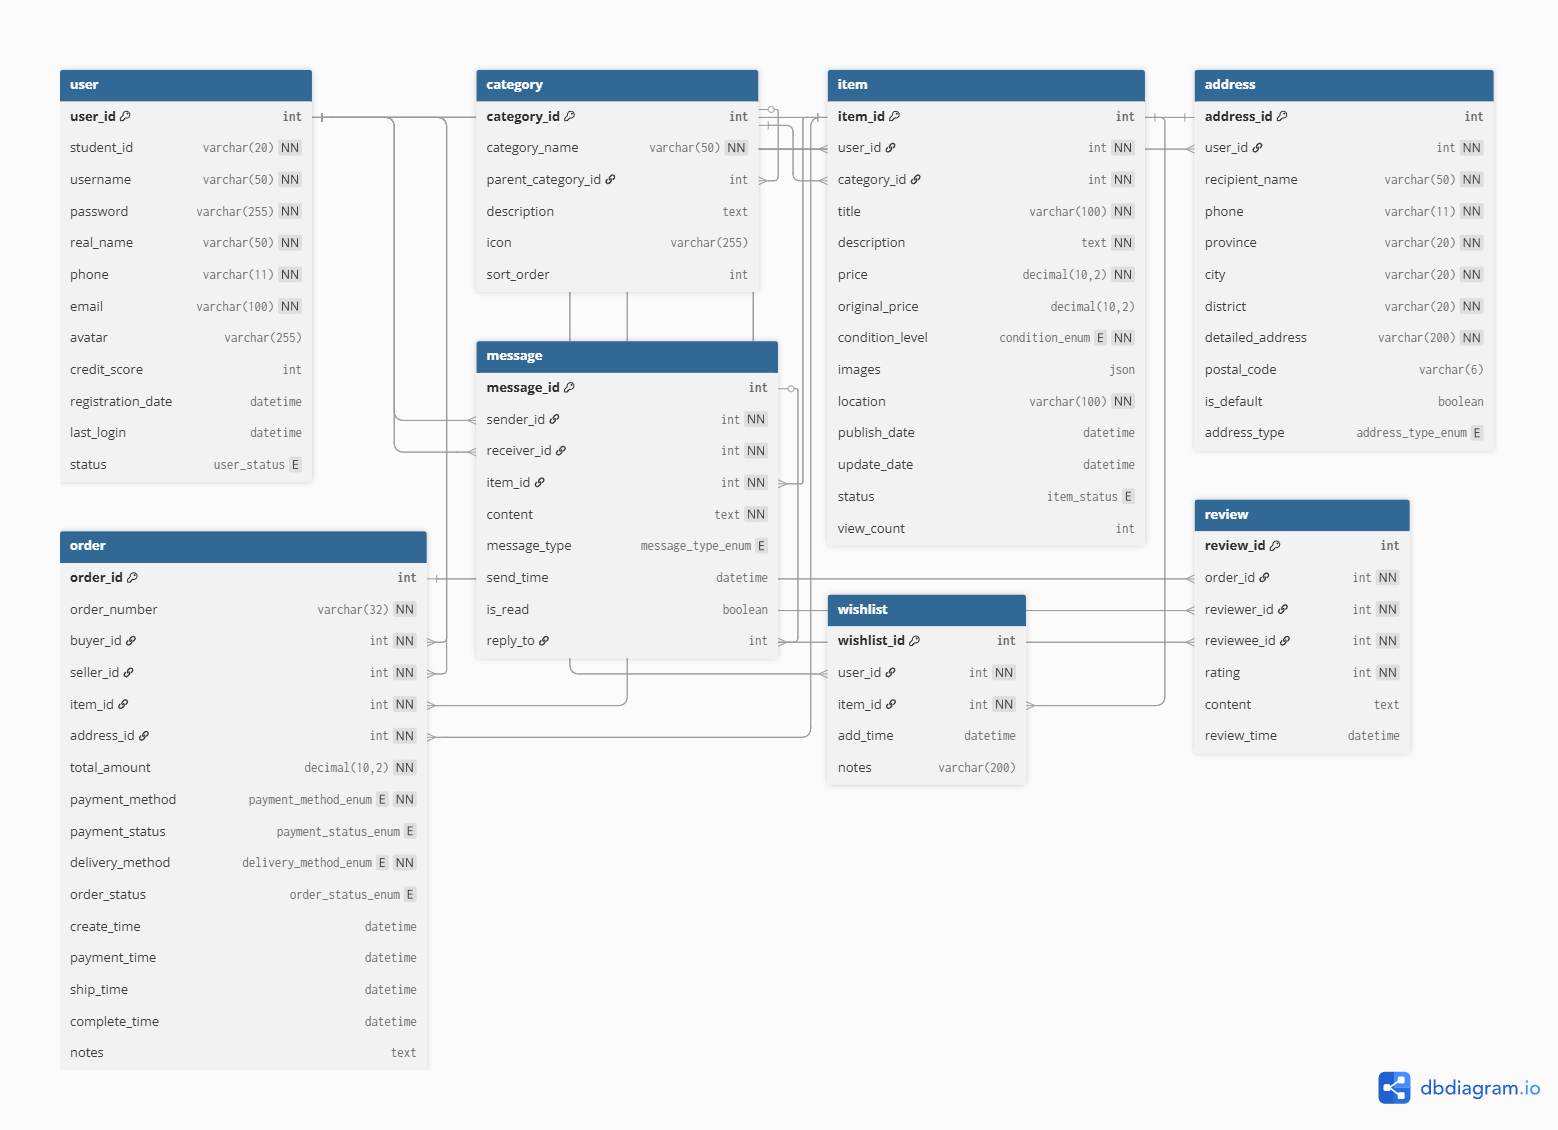 user
user_id int
student_id varchar(20) NN
username varchar(50) NN
password varchar(255) NN
real_name varchar(50) NN
phone varchar(11) NN
email varchar(100) NN
avatar varchar(255)
credit_score int
registration_date datetime
last_login datetime
status user_status E
category
category_id int
category_name varchar(50) NN
parent_category_id int
description text
icon varchar(255)
sort_order int
item
item_id int
user_id int NN
category_id int NN
title varchar(100) NN
description text NN
price decimal(10,2) NN
original_price decimal(10,2)
condition_level condition_enum E NN
images json
location varchar(100) NN
publish_date datetime
update_date datetime
status item_status E
view_count int
address
address_id int
user_id int NN
recipient_name varchar(50) NN
phone varchar(11) NN
province varchar(20) NN
city varchar(20) NN
district varchar(20) NN
detailed_address varchar(200) NN
postal_code varchar(6)
is_default boolean
address_type address_type_enum E
message
message_id int
sender_id int NN
receiver_id int NN
item_id int NN
content text NN
message_type message_type_enum E
send_time datetime
is_read boolean
reply_to int
order
order_id int
order_number varchar(32) NN
buyer_id int NN
seller_id int NN
item_id int NN
address_id int NN
total_amount decimal(10,2) NN
payment_method payment_method_enum E NN
payment_status payment_status_enum E
delivery_method delivery_method_enum E NN
order_status order_status_enum E
create_time datetime
payment_time datetime
ship_time datetime
complete_time datetime
notes text
wishlist
wishlist_id int
user_id int NN
item_id int NN
add_time datetime
notes varchar(200)
review
review_id int
order_id int NN
reviewer_id int NN
reviewee_id int NN
rating int NN
content text
review_time datetime
dbdiagram.io